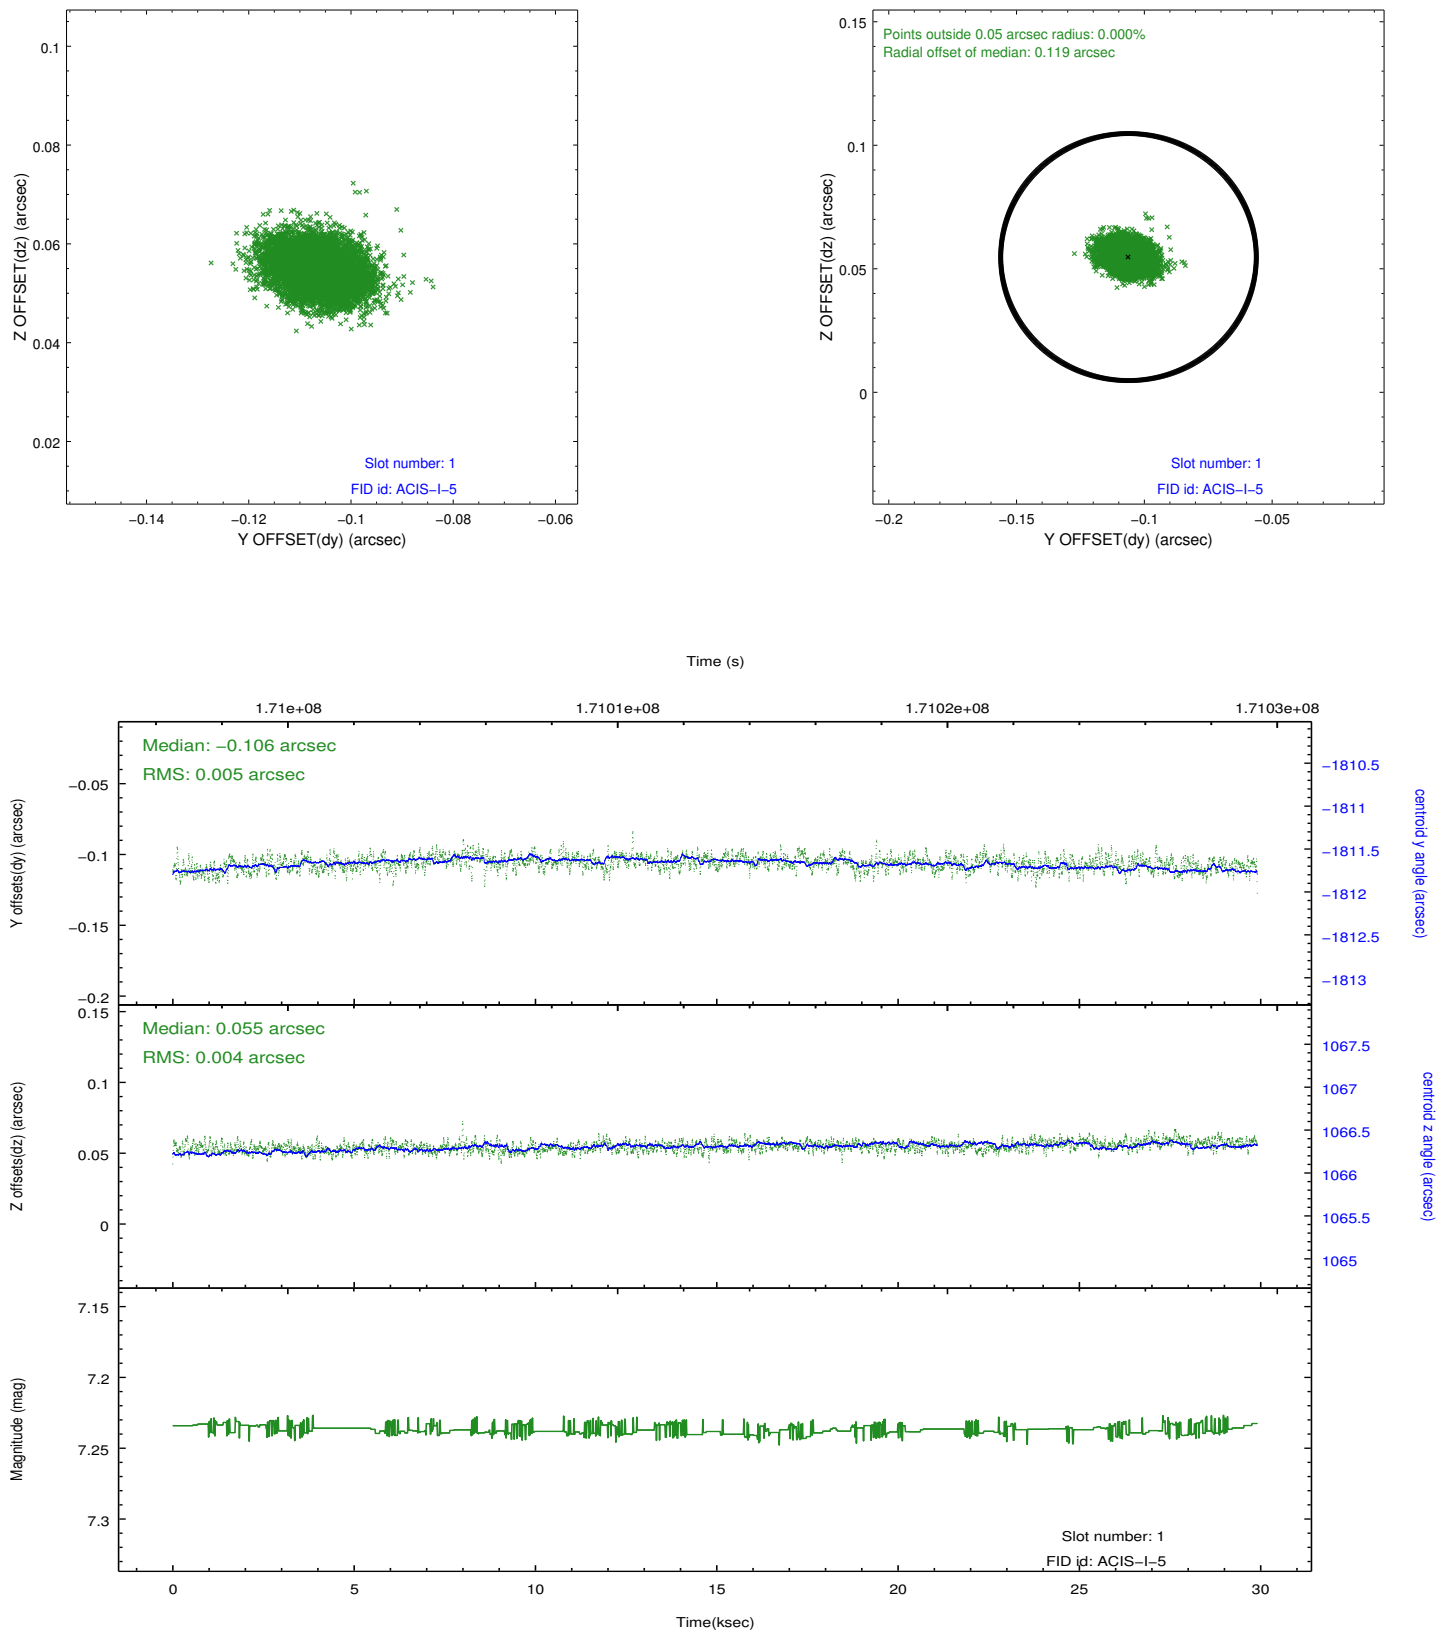 0.1
0.08
0.06
0.04
0.02
Z OFFSET(dz) (arcsec)
Slot number: 1
FID id: ACIS−I−5
−0.14 −0.12 −0.1 −0.08 −0.06
Y OFFSET(dy) (arcsec)
Points outside 0.05 arcsec radius: 0.000%
Radial offset of median: 0.119 arcsec
0.15
0.1
0.05
0
Z OFFSET(dz) (arcsec)
Slot number: 1
FID id: ACIS−I−5
−0.2 −0.15 −0.1 −0.05
Y OFFSET(dy) (arcsec)
Time (s)
1.71e+08 1.7101e+08 1.7102e+08 1.7103e+08
Median: −0.106 arcsec
RMS: 0.005 arcsec
−0.05
−0.1
−0.15
−0.2
Y offsets(dy) (arcsec)
−1810.5
−1811
−1811.5
−1812
−1812.5
−1813
centroid y angle (arcsec)
Median: 0.055 arcsec
RMS: 0.004 arcsec
0.15
0.1
0.05
0
Z offsets(dz) (arcsec)
1067.5
1067
1066.5
1066
1065.5
1065
centroid z angle (arcsec)
7.15
7.2
7.25
7.3
Magnitude (mag)
Slot number: 1
FID id: ACIS−I−5
0 5 10 15 20 25 30
Time(ksec)